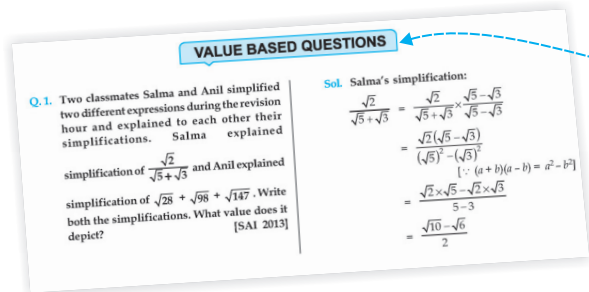 VALUE BASED QUESTIONS
Q. 1. Two classmates Salma and Anil simplified
two different expressions during the revision
hour and explained to each other their
simplifications. Salma explained
simplification of √2/(√5+√3) and Anil explained
simplification of √28 + √98 + √147. Write
both the simplifications. What value does it
depict? [SAI 2013]
Sol. Salma's simplification:
√2/(√5+√3) = √2/(√5+√3) × (√5−√3)/(√5−√3)
= √2(√5−√3)/((√5)²−(√3)²)
[∵ (a + b)(a − b) = a² − b²]
= (√2×√5−√2×√3)/(5−3)
= (√10−√6)/2